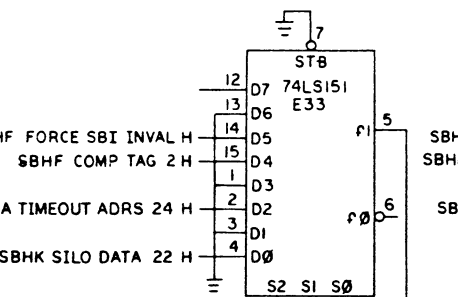 7
STB
12 D7 74LS151
13 D6 E33
HF FORCE SBI INVAL H 14 D5 f1 5 SBH
SBHF COMP TAG 2 H 15 D4 SBH
1 D3
A TIMEOUT ADRS 24 H 2 D2 fØ 6 SB
3 D1
SBHK SILO DATA 22 H 4 DØ
S2 S1 SØ